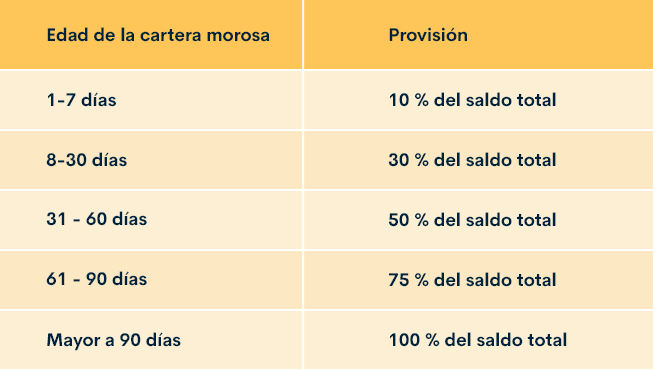 Edad de la cartera morosa Provisión
1-7 días 10 % del saldo total
8-30 días 30 % del saldo total
31 - 60 días 50 % del saldo total
61 - 90 días 75 % del saldo total
Mayor a 90 días 100 % del saldo total